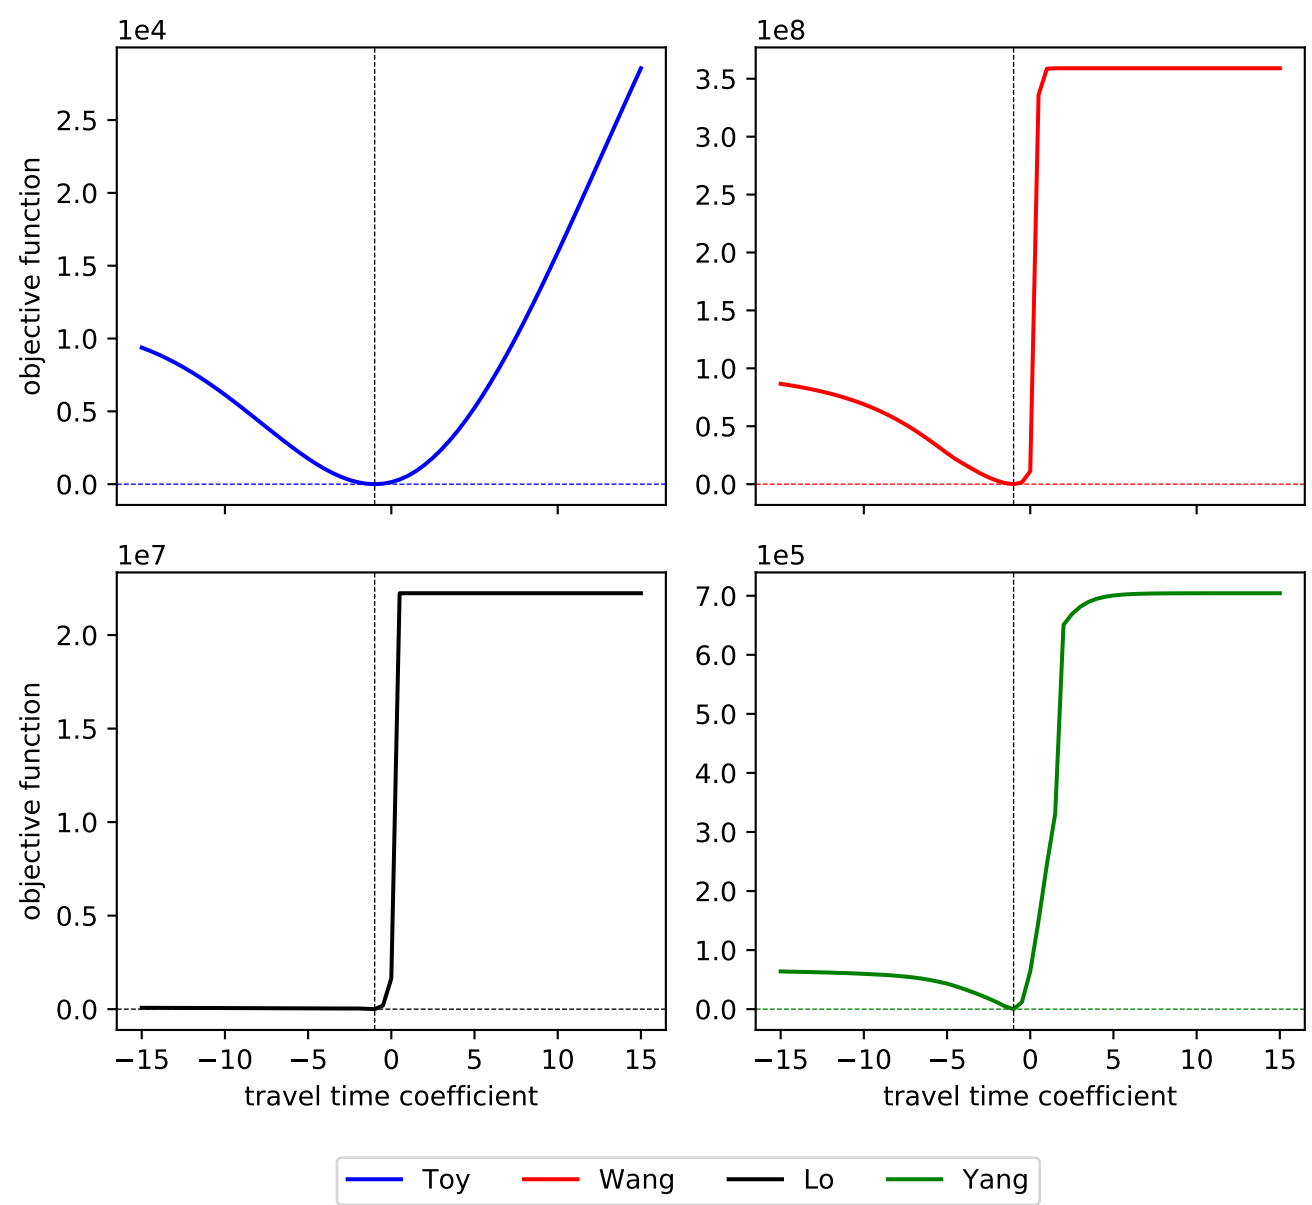 1e4
1e8
objective function
2.5
2.0
1.5
1.0
0.5
0.0
3.5
3.0
2.5
2.0
1.5
1.0
0.5
0.0
1e7
1e5
objective function
2.0
1.5
1.0
0.5
0.0
7.0
6.0
5.0
4.0
3.0
2.0
1.0
0.0
−15 −10 −5 0 5 10 15
−15 −10 −5 0 5 10 15
travel time coefficient
travel time coefficient
Toy Wang Lo Yang